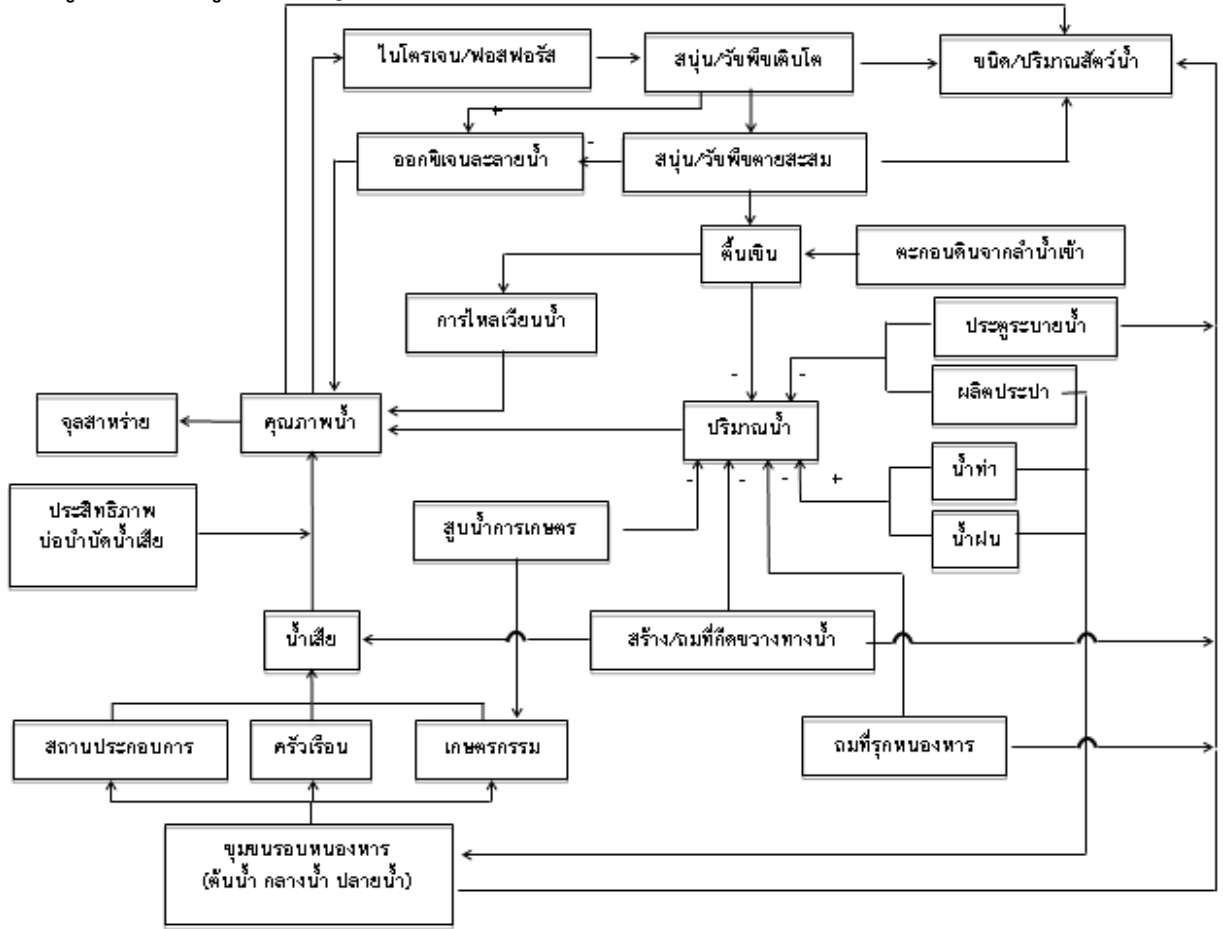 ไนโตรเจน/ฟอสฟอรัส
สนุ่น/วัชพืชเติบโต
ชนิด/ปริมาณสัตว์น้ำ
+
ออกซิเจนละลายน้ำ
-
สนุ่น/วัชพืชตายสะสม
ตื้นเขิน
ตะกอนดินจากลำน้ำเข้า
การไหลเวียนน้ำ
ประตูระบายน้ำ
-
-
ผลิตประปา
จุลสาหร่าย
คุณภาพน้ำ
ปริมาณน้ำ
น้ำท่า
-
-
-
+
ประสิทธิภาพ
บ่อบำบัดน้ำเสีย
สูบน้ำการเกษตร
น้ำฝน
น้ำเสีย
สร้าง/ถมที่กีดขวางทางน้ำ
สถานประกอบการ
ครัวเรือน
เกษตรกรรม
ถมที่รุกหนองหาร
ชุมชนรอบหนองหาร
(ต้นน้ำ กลางน้ำ ปลายน้ำ)